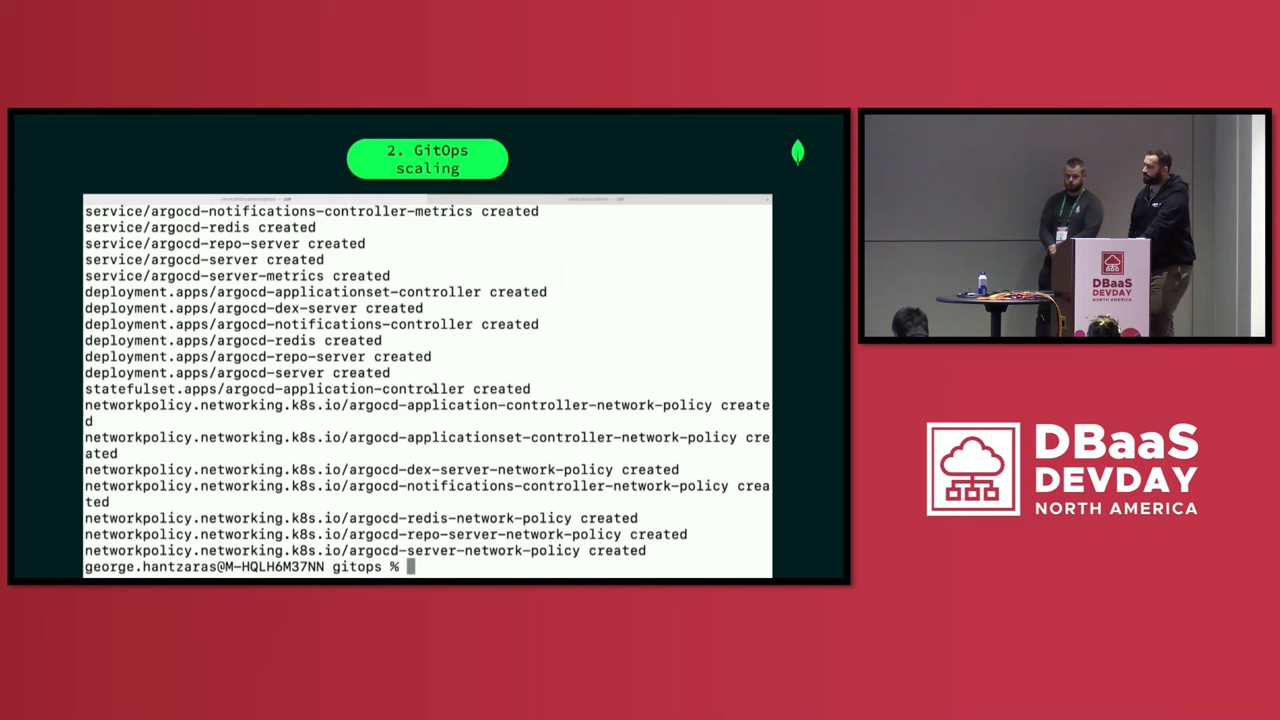 2. GitOps
scaling
service/argocd-notifications-controller-metrics created
service/argocd-redis created
service/argocd-repo-server created
service/argocd-server created
service/argocd-server-metrics created
deployment.apps/argocd-applicationset-controller created
deployment.apps/argocd-dex-server created
deployment.apps/argocd-notifications-controller created
deployment.apps/argocd-redis created
deployment.apps/argocd-repo-server created
deployment.apps/argocd-server created
statefulset.apps/argocd-application-controller created
networkpolicy.networking.k8s.io/argocd-application-controller-network-policy create
d
networkpolicy.networking.k8s.io/argocd-applicationset-controller-network-policy cre
ated
networkpolicy.networking.k8s.io/argocd-dex-server-network-policy created
networkpolicy.networking.k8s.io/argocd-notifications-controller-network-policy crea
ted
networkpolicy.networking.k8s.io/argocd-redis-network-policy created
networkpolicy.networking.k8s.io/argocd-repo-server-network-policy created
networkpolicy.networking.k8s.io/argocd-server-network-policy created
george.hantzaras@M-HQLH6M37NN gitops %
DBaaS
DEVDAY
NORTH AMERICA
DBaaS
DEVDAY
NORTH AMERICA